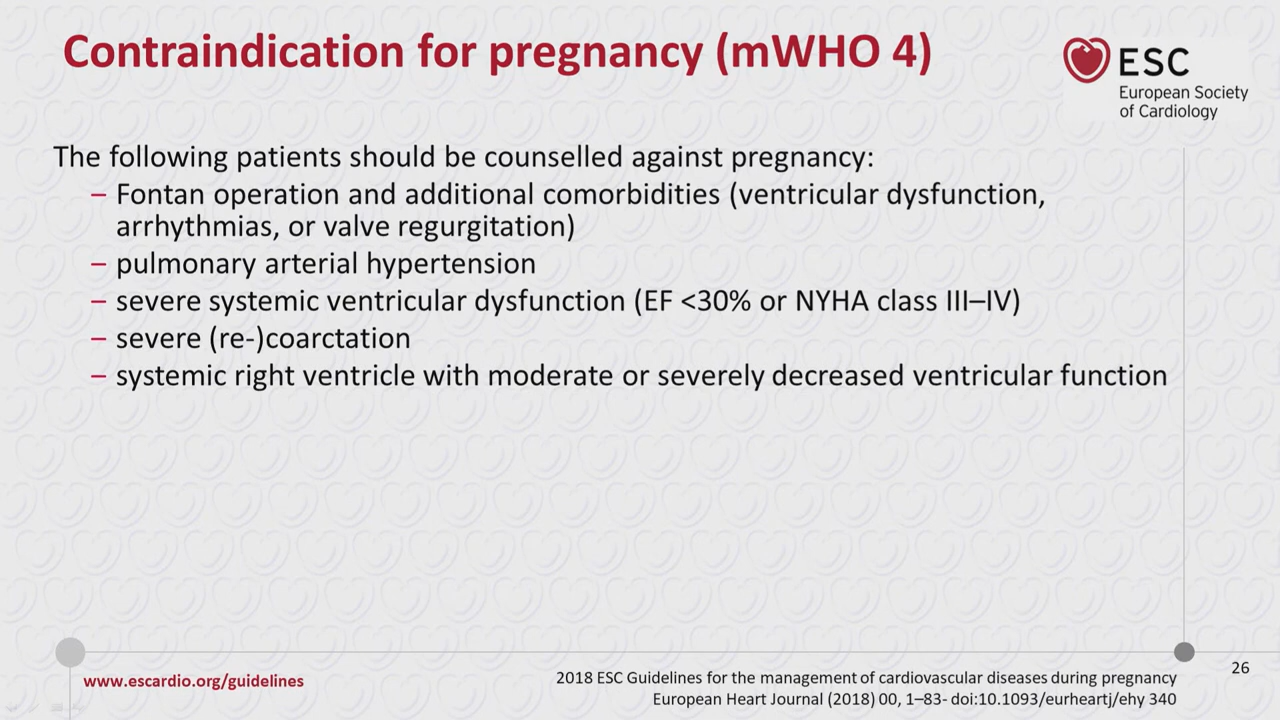 Contraindication for pregnancy (mWHO 4)
ESC
European Society
of Cardiology
The following patients should be counselled against pregnancy:
– Fontan operation and additional comorbidities (ventricular dysfunction,
arrhythmias, or valve regurgitation)
– pulmonary arterial hypertension
– severe systemic ventricular dysfunction (EF <30% or NYHA class III–IV)
– severe (re-)coarctation
– systemic right ventricle with moderate or severely decreased ventricular function
www.escardio.org/guidelines
2018 ESC Guidelines for the management of cardiovascular diseases during pregnancy
European Heart Journal (2018) 00, 1–83- doi:10.1093/eurheartj/ehy 340
26